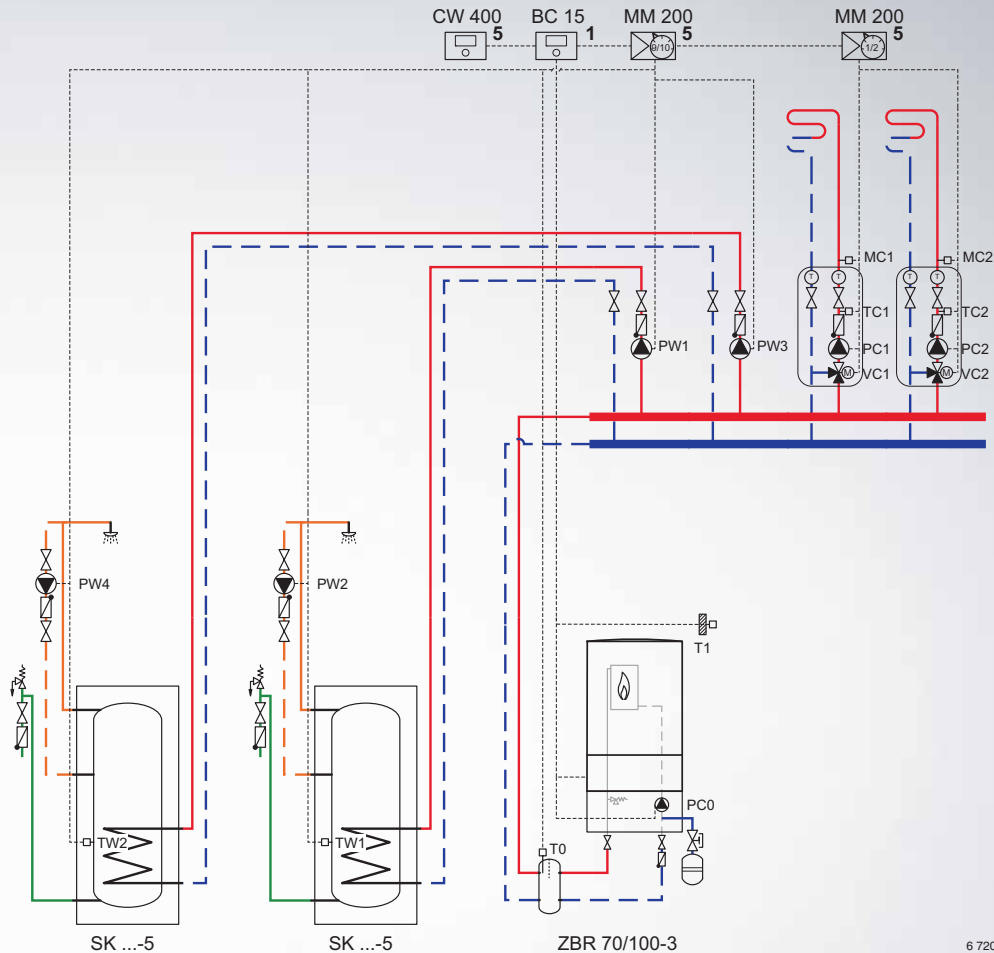 CW 400 BC 15 MM 200 MM 200
5 1 5 5
9/10 1/2
MC1 MC2
T T T T
TC1 TC2
PW1 PW3 PC1 PC2
M VC1 M VC2
PW4 PW2
T1
PC0
TW2 TW1 T0
SK ...-5 SK ...-5 ZBR 70/100-3
6 720